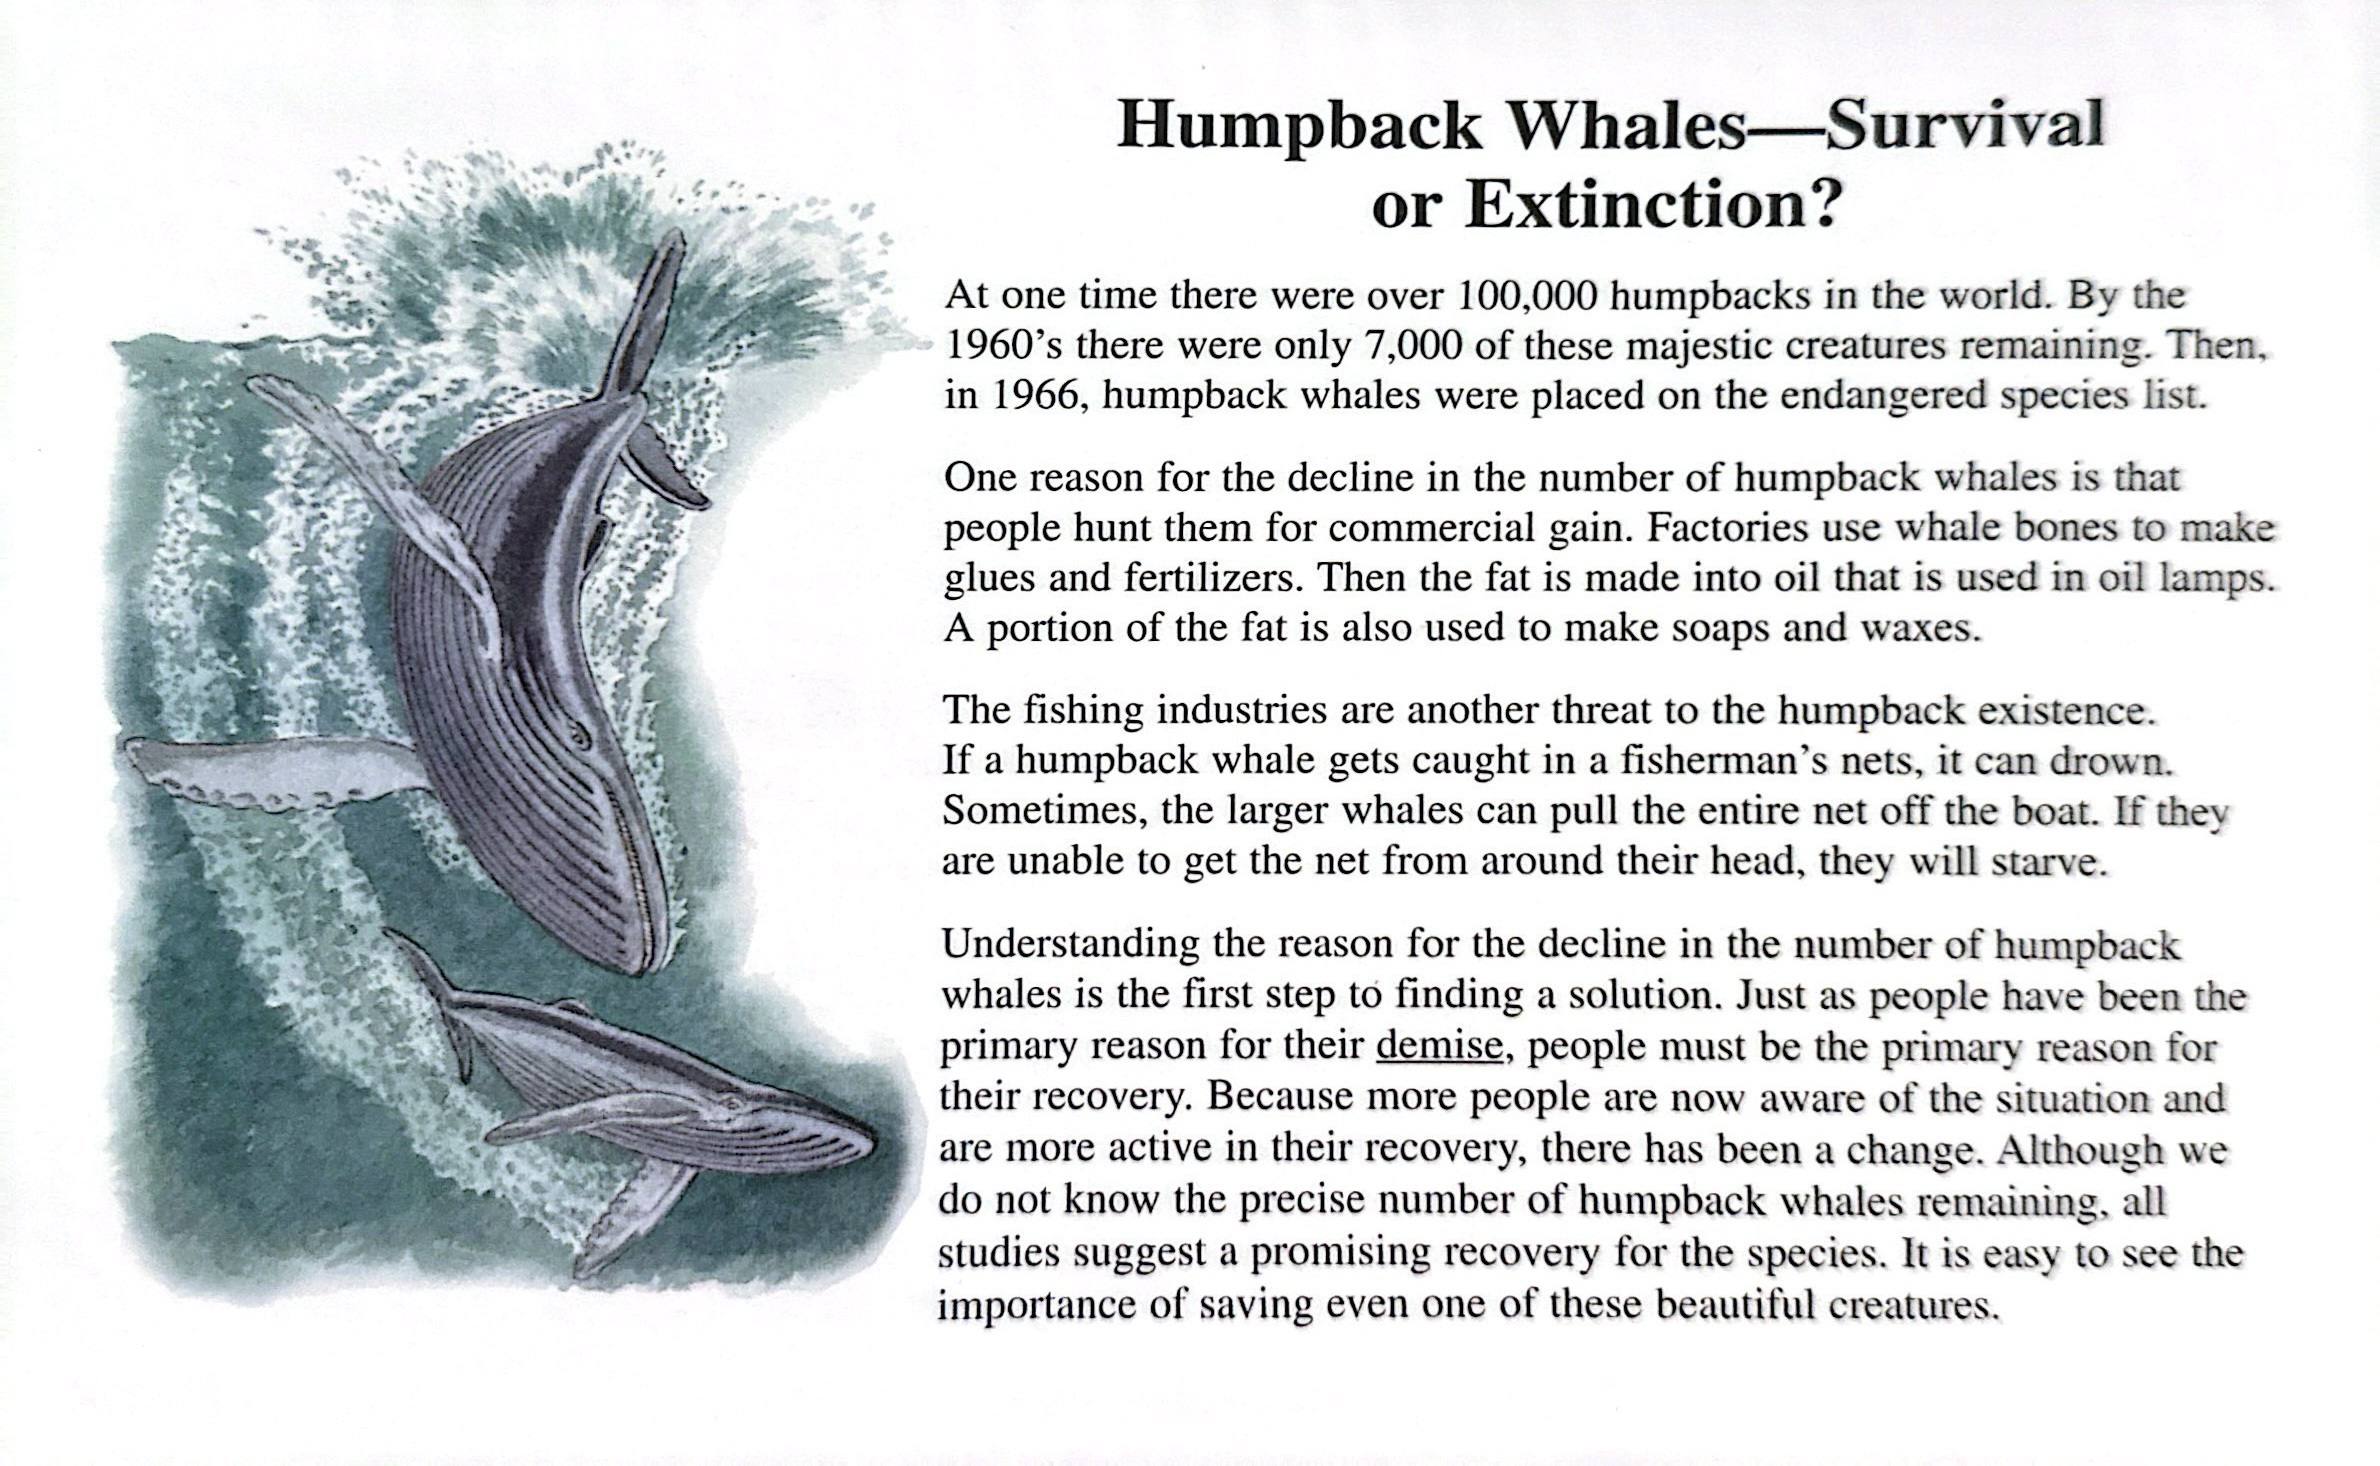 Humpback Whales—Survival
or Extinction?
At one time there were over 100,000 humpbacks in the world. By the
1960's there were only 7,000 of these majestic creatures remaining. Then,
in 1966, humpback whales were placed on the endangered species list.
One reason for the decline in the number of humpback whales is that
people hunt them for commercial gain. Factories use whale bones to make
glues and fertilizers. Then the fat is made into oil that is used in oil lamps.
A portion of the fat is also used to make soaps and waxes.
The fishing industries are another threat to the humpback existence.
If a humpback whale gets caught in a fisherman's nets, it can drown.
Sometimes, the larger whales can pull the entire net off the boat. If they
are unable to get the net from around their head, they will starve.
Understanding the reason for the decline in the number of humpback
whales is the first step to finding a solution. Just as people have been the
primary reason for their demise, people must be the primary reason for
their recovery. Because more people are now aware of the situation and
are more active in their recovery, there has been a change. Although we
do not know the precise number of humpback whales remaining, all
studies suggest a promising recovery for the species. It is easy to see the
importance of saving even one of these beautiful creatures.